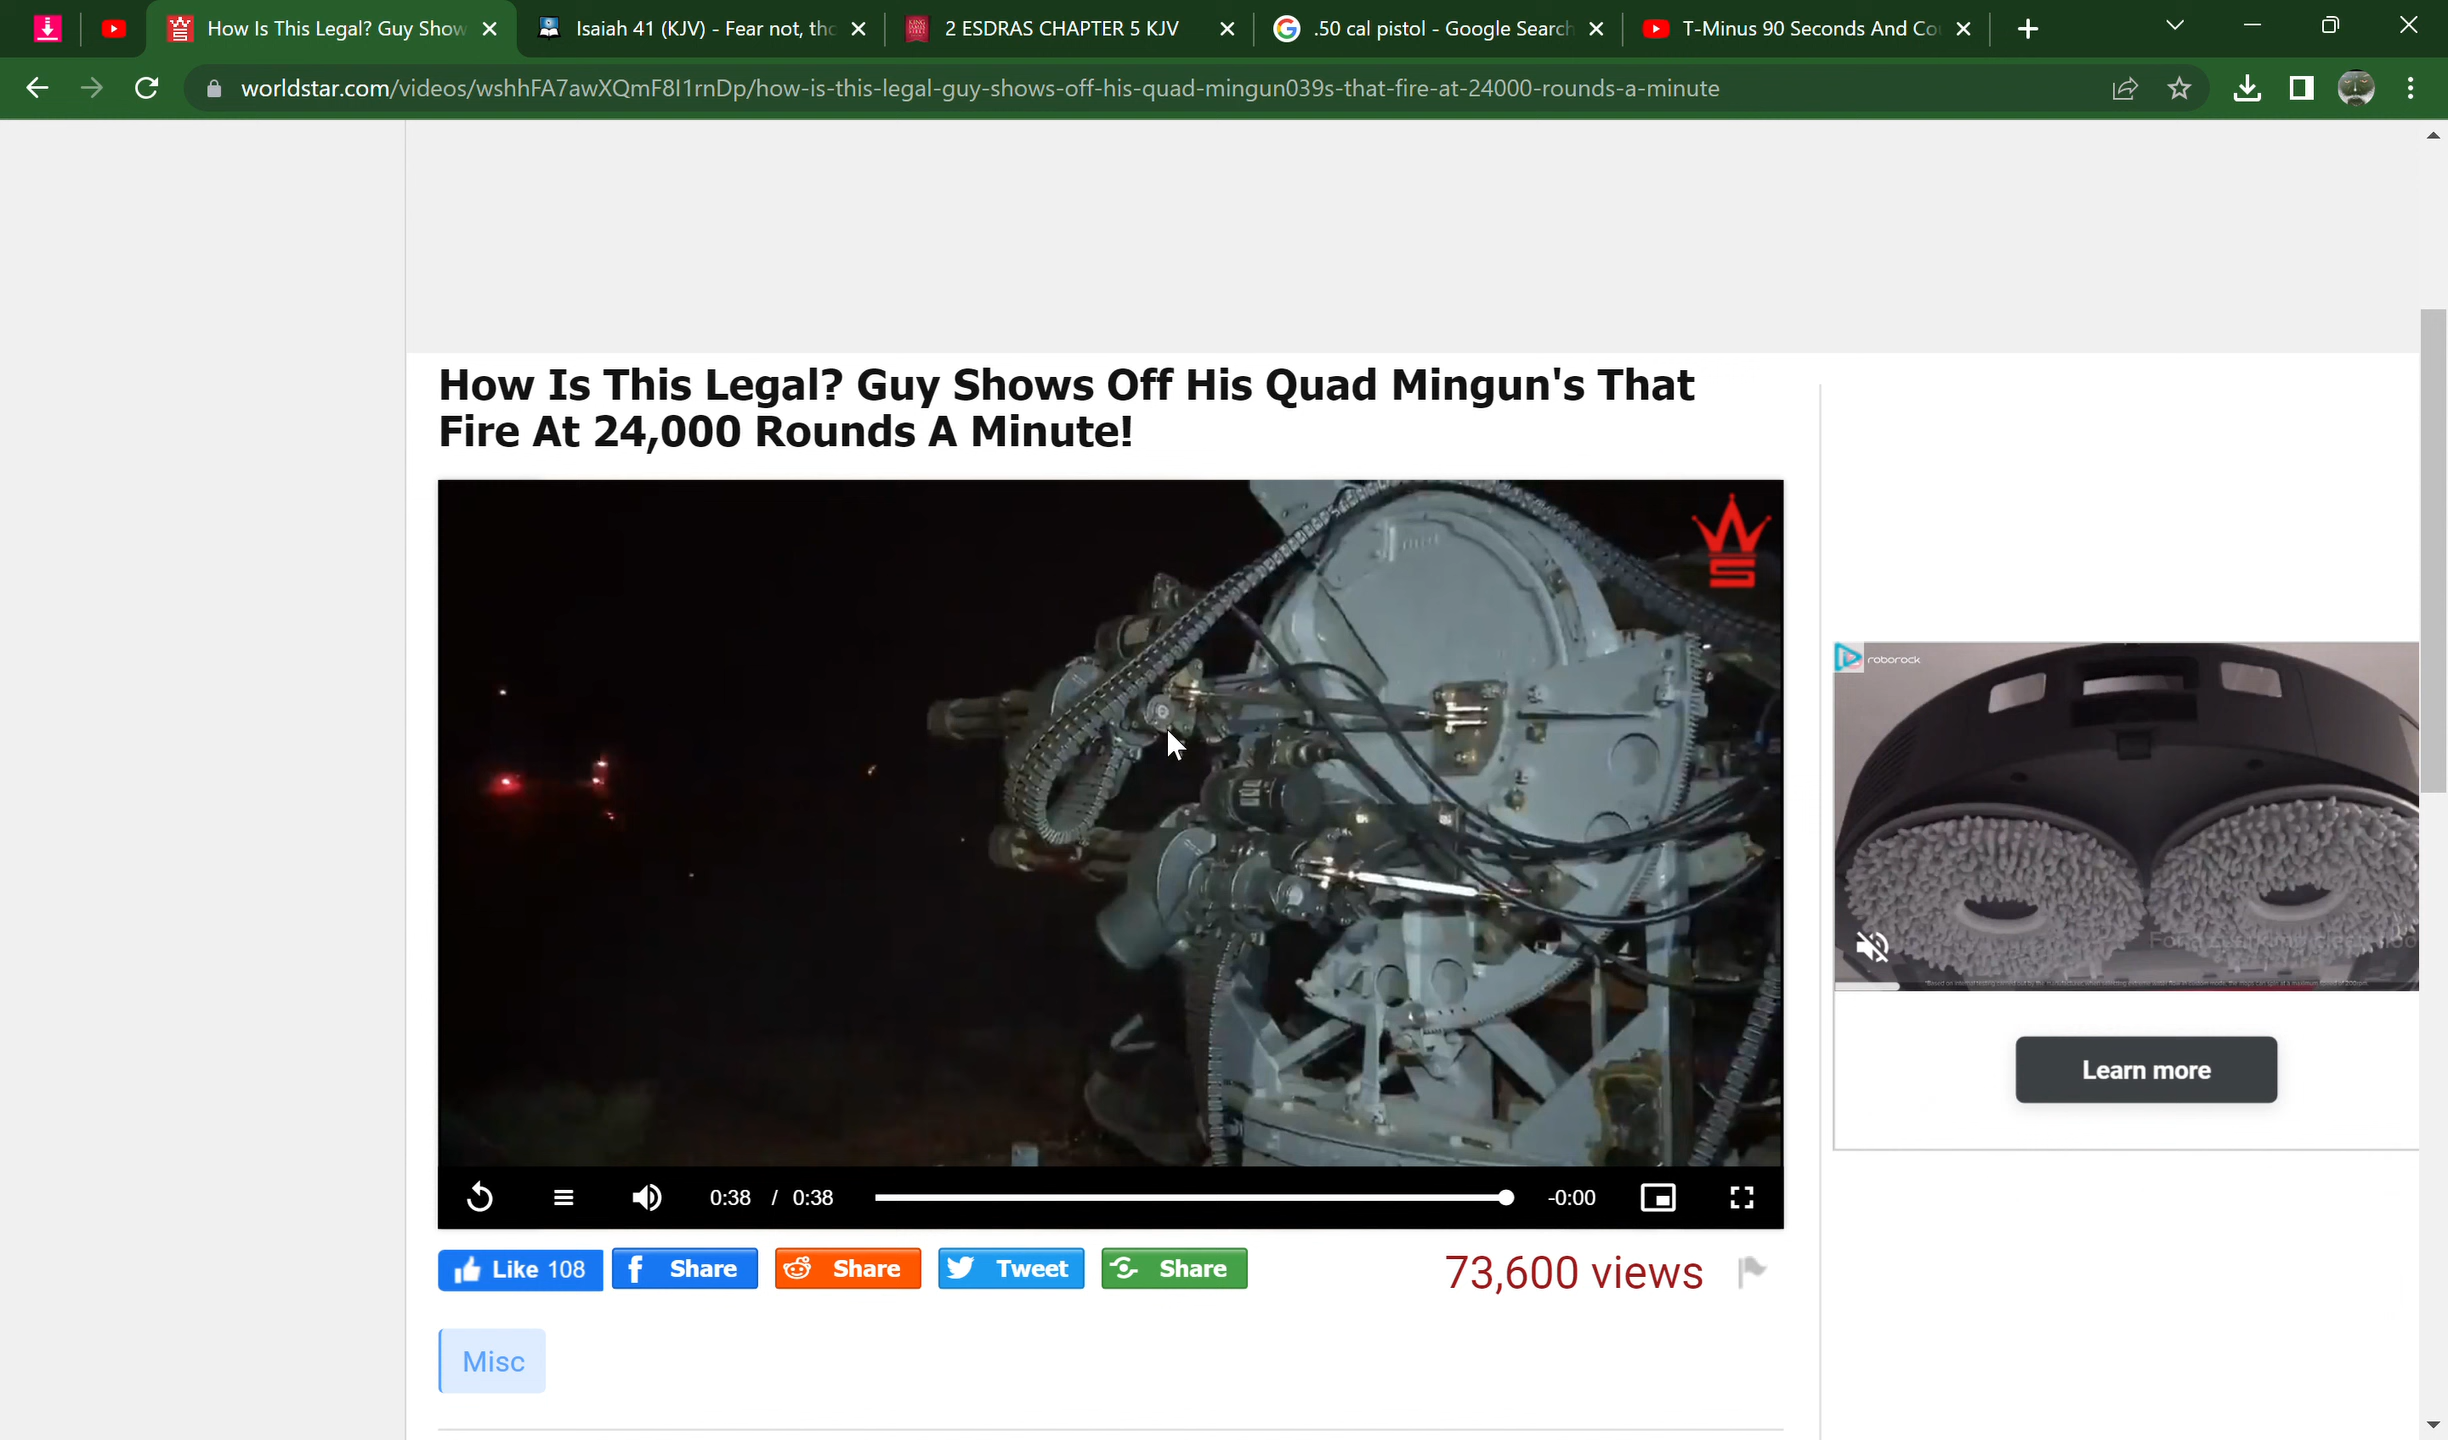 How Is This Legal? Guy Show
Isaiah 41 (KJV) - Fear not, tho
2 ESDRAS CHAPTER 5 KJV
.50 cal pistol - Google Search
T-Minus 90 Seconds And Co
worldstar.com/videos/wshhFA7awXQmF8I1rnDp/how-is-this-legal-guy-shows-off-his-quad-mingun039s-that-fire-at-24000-rounds-a-minute
How Is This Legal? Guy Shows Off His Quad Mingun's That
Fire At 24,000 Rounds A Minute!
roborock
Learn more
0:38 / 0:38
-0:00
Like 108
Share
Share
Tweet
Share
73,600 views
Misc